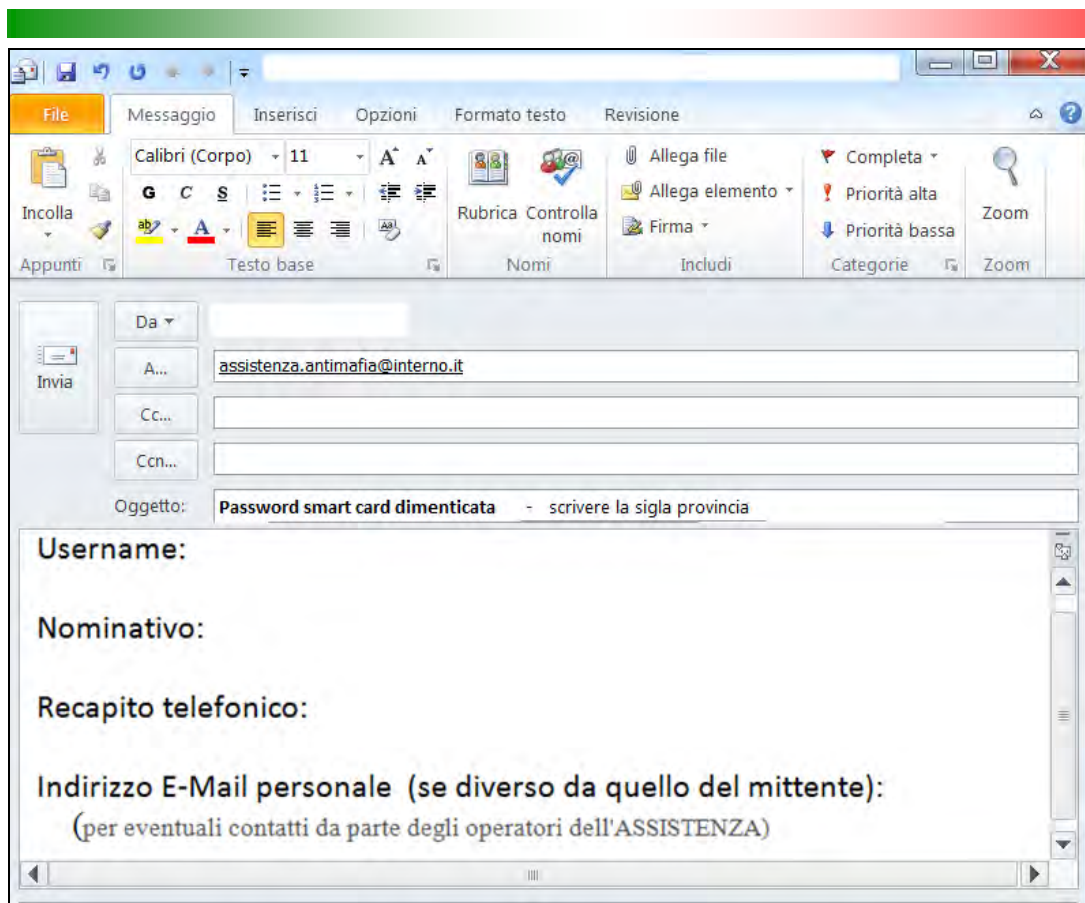 File Messaggio Inserisci Opzioni Formato testo Revisione
Calibri (Corpo) 11 A A Allega file Completa
G C S Allega elemento Priorità alta
Incolla Rubrica Controlla nomi Zoom
ab A Aa Firma Priorità bassa
Appunti Testo base Nomi Includi Categorie Zoom
Da
Invia A... assistenza.antimafia@interno.it
Cc...
Ccn...
Oggetto: Password smart card dimenticata - scrivere la sigla provincia
Username:
Nominativo:
Recapito telefonico:
Indirizzo E-Mail personale (se diverso da quello del mittente):
(per eventuali contatti da parte degli operatori dell'ASSISTENZA)